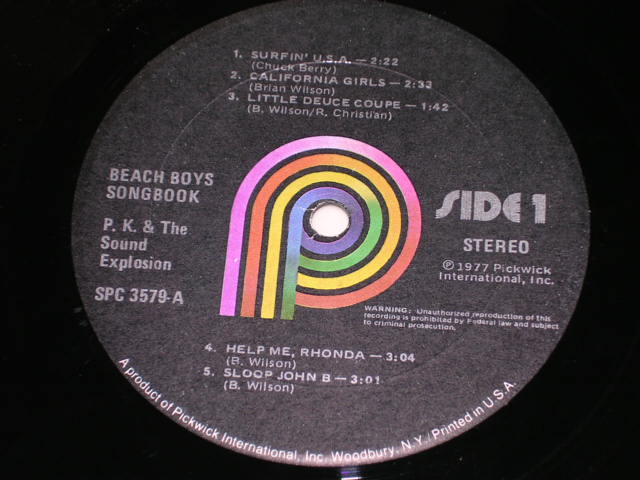 1. SURFIN' U.S.A. — 2:22
(Chuck Berry)
2. CALIFORNIA GIRLS — 2:33
(Brian Wilson)
3. LITTLE DEUCE COUPE — 1:42
(B. Wilson/R. Christian)
BEACH BOYS
SONGBOOK
P. K. & The
Sound
Explosion
SPC 3579-A
SIDE 1
STEREO
℗ 1977 Pickwick
International, Inc.
WARNING: Unauthorized reproduction of this
recording is prohibited by Federal law and subject
to criminal prosecution.
4. HELP ME, RHONDA — 3:04
(B. Wilson)
5. SLOOP JOHN B — 3:01
(B. Wilson)
A product of Pickwick International, Inc. Woodbury, N.Y./Printed in U.S.A.